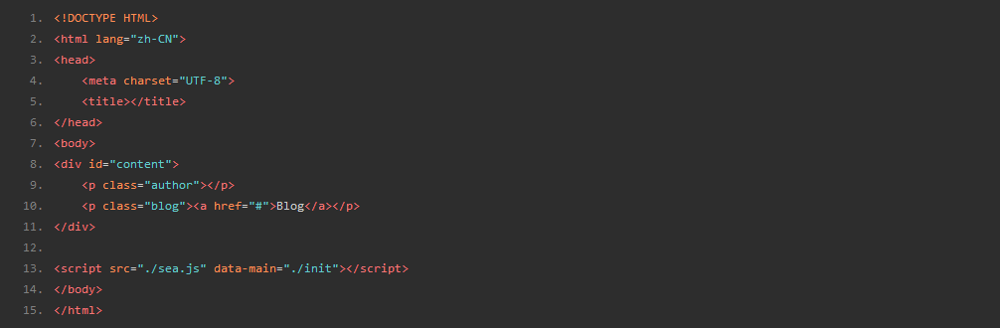 1. <!DOCTYPE HTML>
2. <html lang="zh-CN">
3. <head>
4.     <meta charset="UTF-8">
5.     <title></title>
6. </head>
7. <body>
8. <div id="content">
9.     <p class="author"></p>
10.     <p class="blog"><a href="#">Blog</a></p>
11. </div>
12.
13. <script src="./sea.js" data-main="./init"></script>
14. </body>
15. </html>